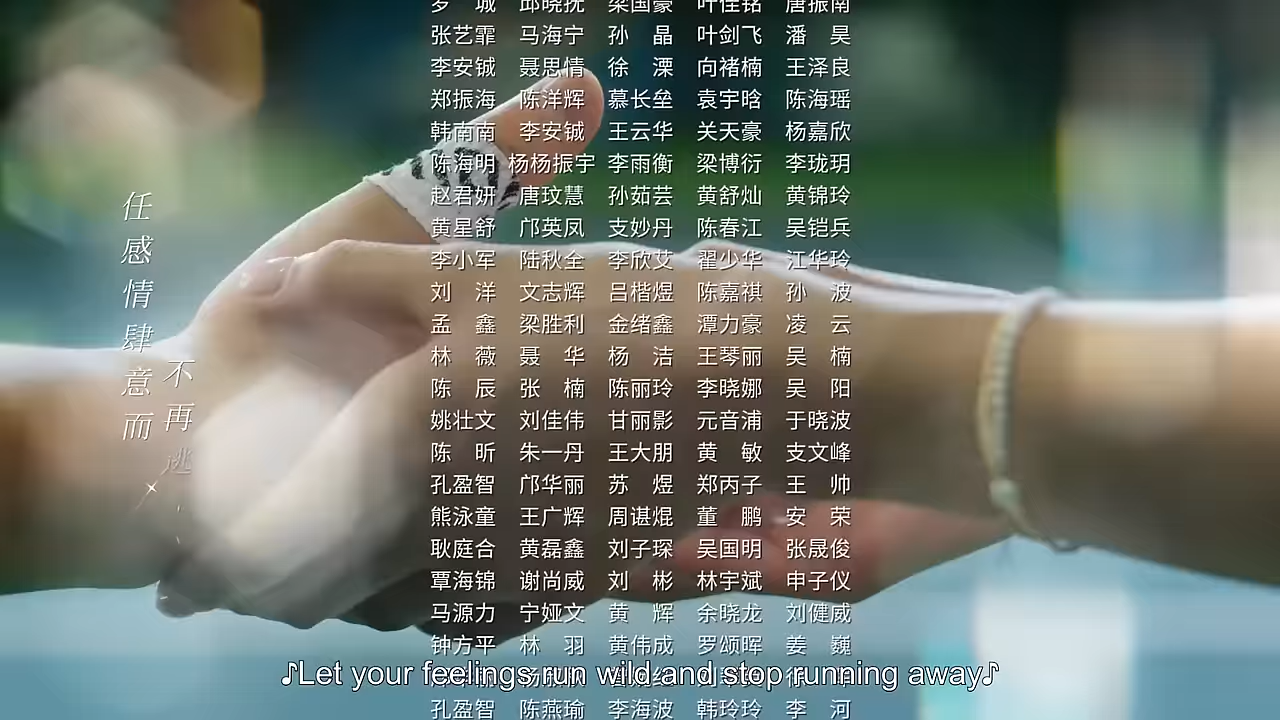 罗 城 邱晓抚 梁国豪 叶佳铭 唐振南
张艺霏 马海宁 孙 晶 叶剑飞 潘 昊
李安铖 聂思情 徐 溧 向褚楠 王泽良
郑振海 陈洋辉 慕长垒 袁宇晗 陈海瑶
韩南南 李安铖 王云华 关天豪 杨嘉欣
陈海明 杨杨振宇 李雨衡 梁博衍 李珑玥
赵君妍 唐玟慧 孙茹芸 黄舒灿 黄锦玲
黄星舒 邝英凤 支妙丹 陈春江 吴铠兵
李小军 陆秋全 李欣艾 翟少华 江华玲
刘 洋 文志辉 吕楷煜 陈嘉祺 孙 波
孟 鑫 梁胜利 金绪鑫 潭力豪 凌 云
林 薇 聂 华 杨 洁 王琴丽 吴 楠
陈 辰 张 楠 陈丽玲 李晓娜 吴 阳
姚壮文 刘佳伟 甘丽影 元音浦 于晓波
陈 昕 朱一丹 王大朋 黄 敏 支文峰
孔盈智 邝华丽 苏 煜 郑丙子 王 帅
熊泳童 王广辉 周谌焜 董 鹏 安 荣
耿庭合 黄磊鑫 刘子琛 吴国明 张晟俊
覃海锦 谢尚威 刘 彬 林宇斌 申子仪
马源力 宁娅文 黄 辉 余晓龙 刘健威
钟方平 林 羽 黄伟成 罗颂晖 姜 巍
孔盈智 陈燕瑜 李海波 韩玲玲 李 河
任感情肆意而
不再逃
♪Let your feelings run wild and stop running away♪